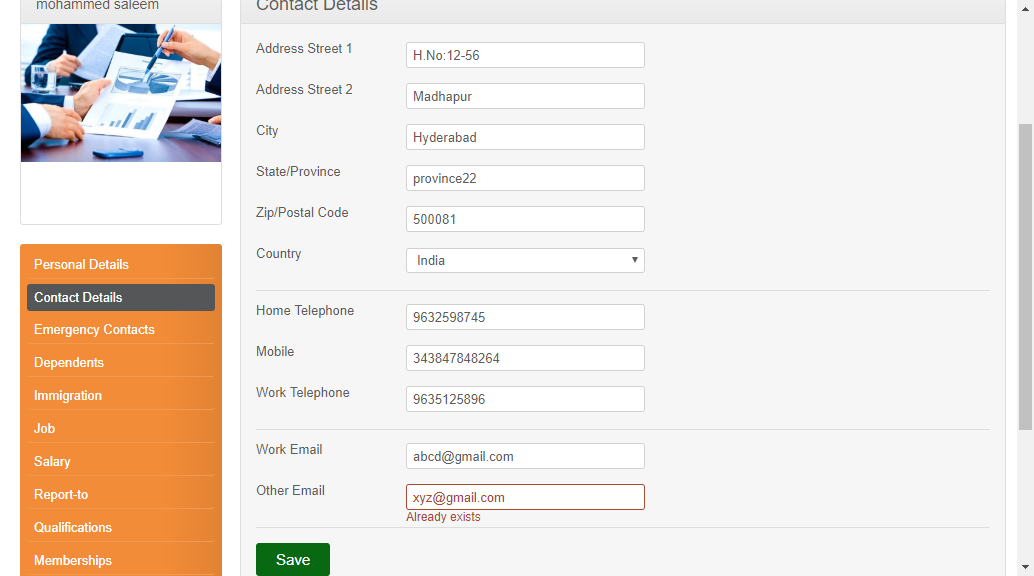 mohammed saleem
Contact Details
Address Street 1
H.No:12-56
Address Street 2
Madhapur
City
Hyderabad
State/Province
province22
Zip/Postal Code
500081
Country
India
Home Telephone
9632598745
Mobile
343847848264
Work Telephone
9635125896
Work Email
abcd@gmail.com
Other Email
xyz@gmail.com
Already exists
Save
Personal Details
Contact Details
Emergency Contacts
Dependents
Immigration
Job
Salary
Report-to
Qualifications
Memberships